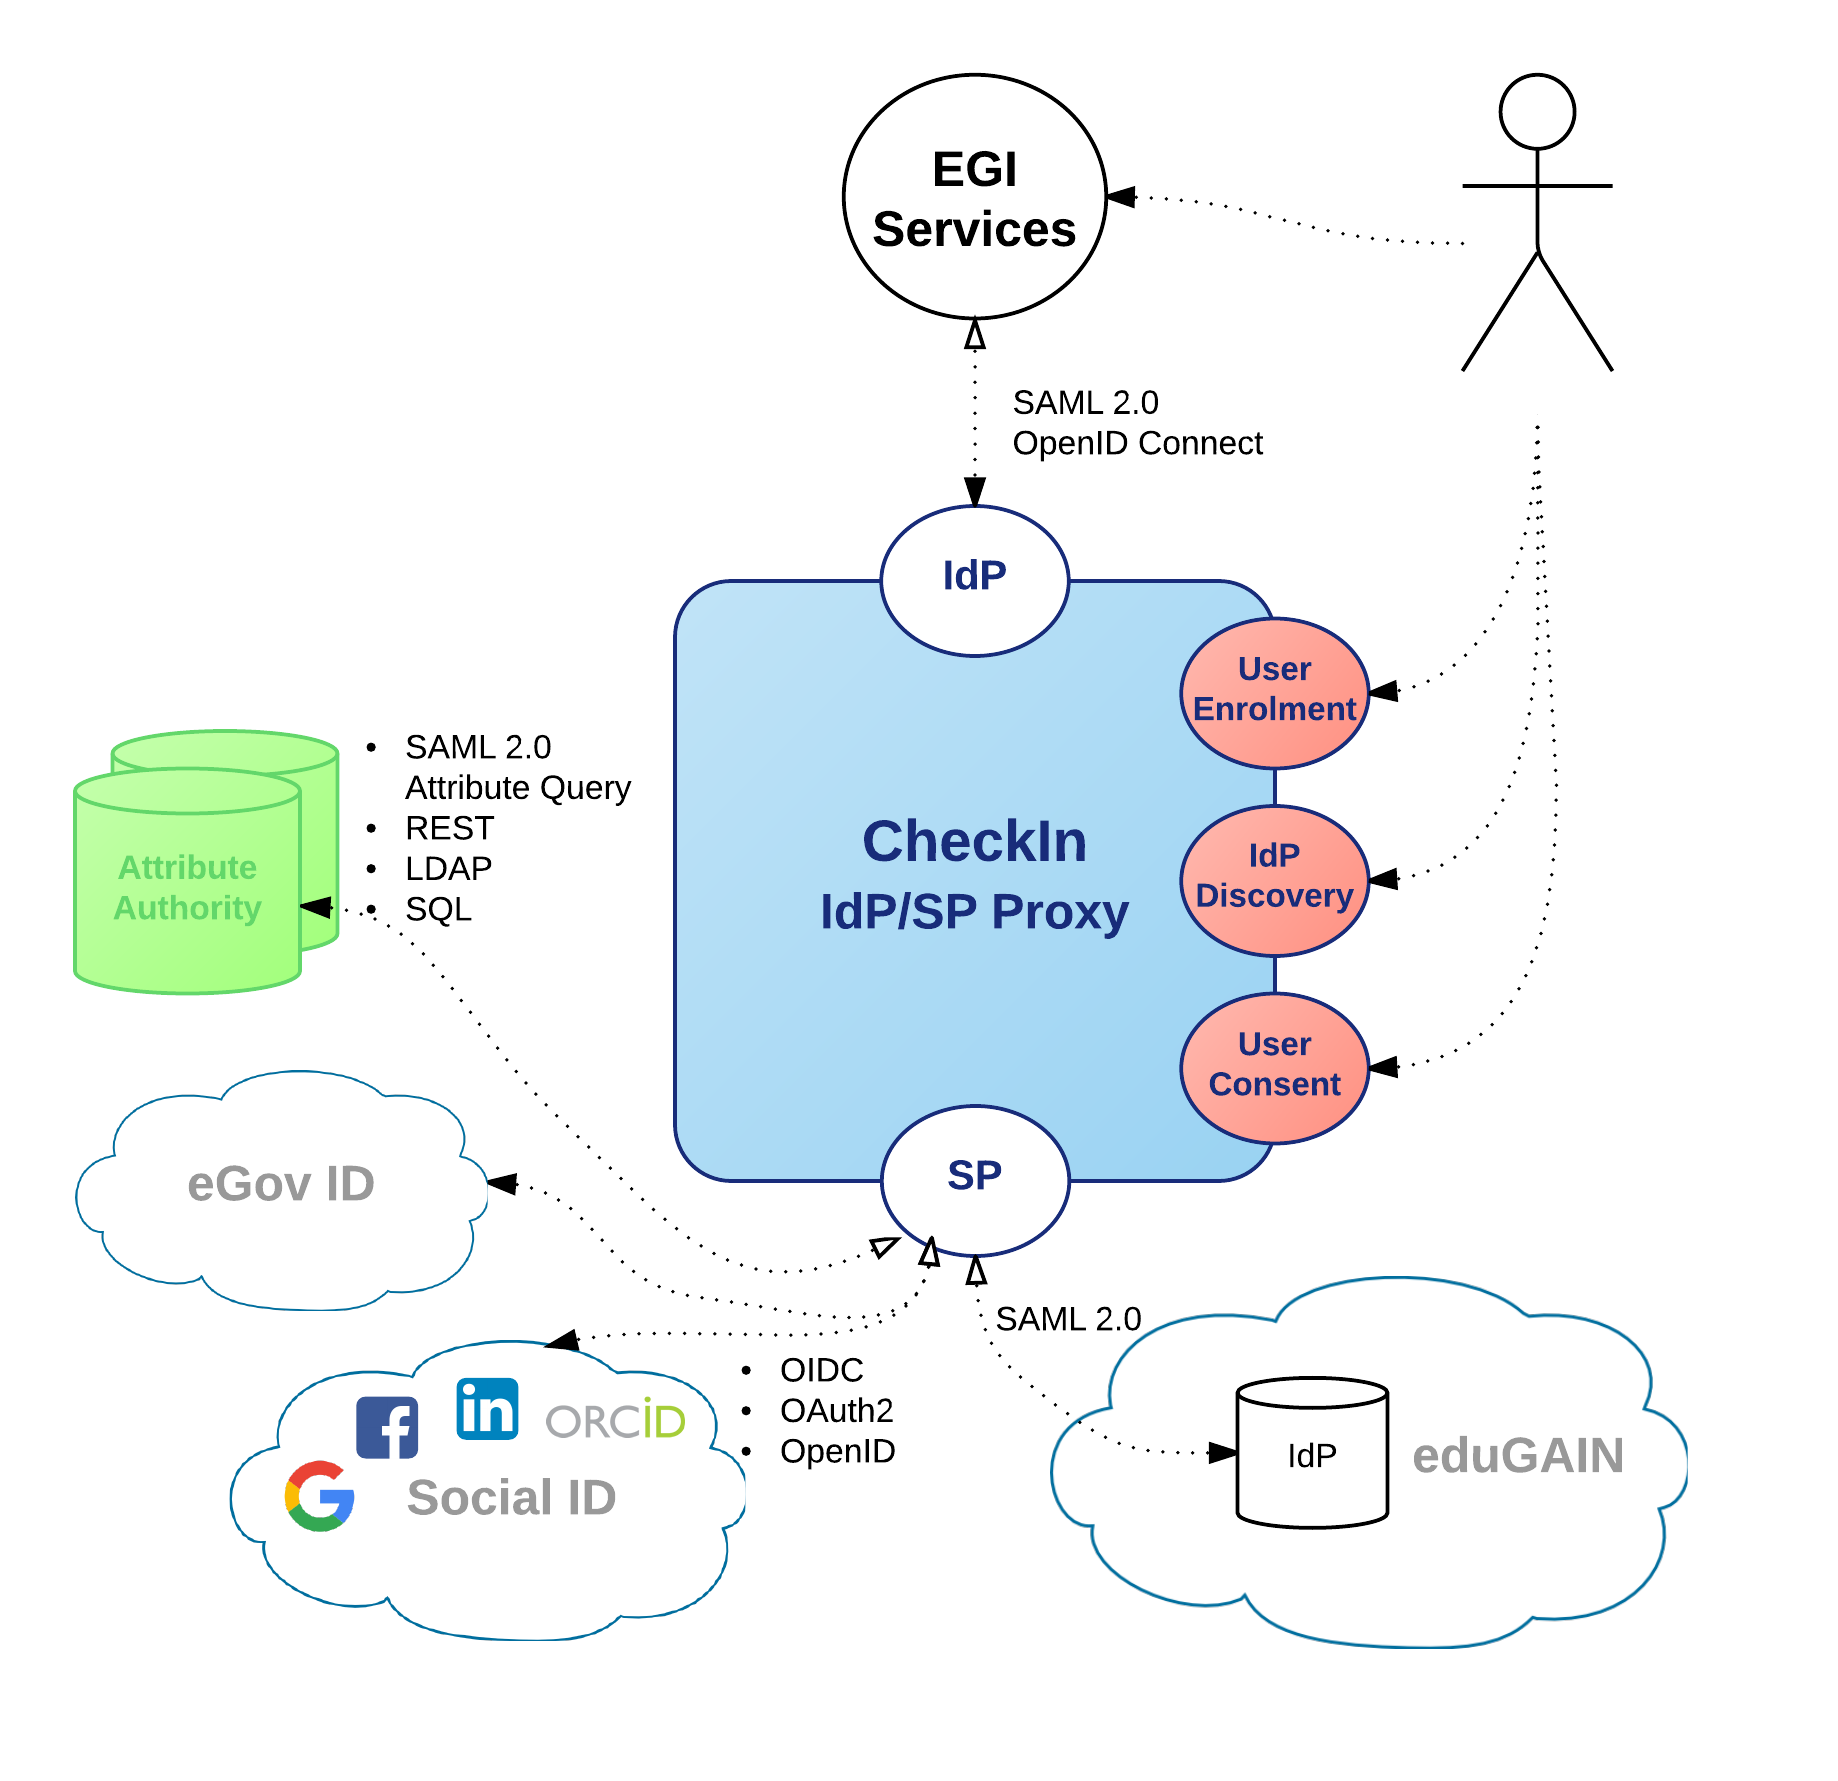 EGI
Services
SAML 2.0
OpenID Connect
IdP
User
Enrolment
• SAML 2.0
Attribute Query
• REST
• LDAP
• SQL
Attribute
Authority
CheckIn
IdP/SP Proxy
IdP
Discovery
User
Consent
eGov ID
SP
SAML 2.0
• OIDC
• OAuth2
• OpenID
f
in
ORCID
G
Social ID
IdP
eduGAIN